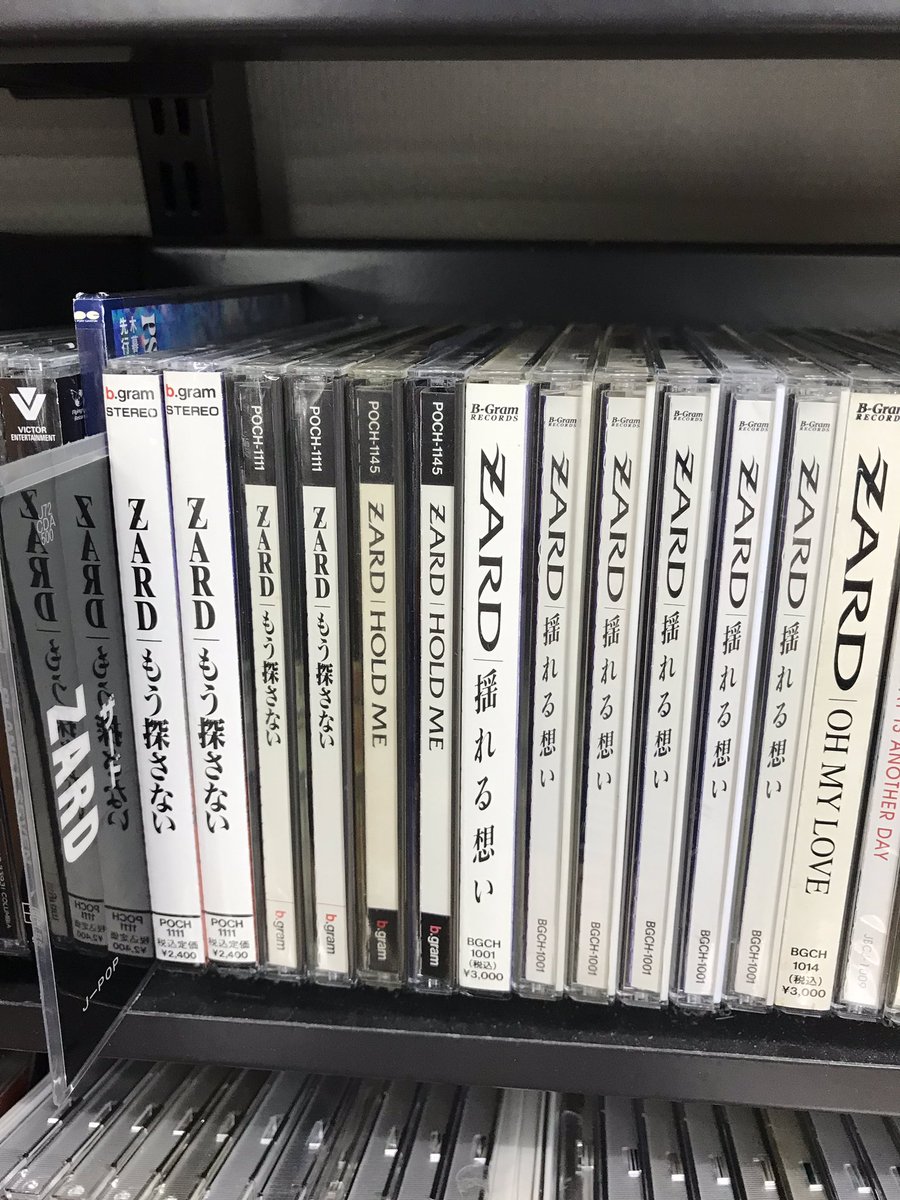 VICTOR
ENTERTAINMENT
ZARD
J-POP
b.gram
STEREO
ZARD もう探さない
POCH
1111
税込定価
¥2,400
b.gram
STEREO
ZARD もう探さない
POCH
1111
税込定価
¥2,400
POCH-1111
ZARD もう探さない
b.gram
POCH-1111
ZARD もう探さない
b.gram
POCH-1145
ZARD HOLD ME
b.gram
POCH-1145
ZARD HOLD ME
b.gram
B-Gram
RECORDS
ZARD 揺れる想い
BGCH
1001
(税込)
¥3,000
B-Gram
RECORDS
ZARD 揺れる想い
BGCH-1001
B-Gram
RECORDS
ZARD 揺れる想い
BGCH-1001
B-Gram
RECORDS
ZARD 揺れる想い
BGCH-1001
B-Gram
RECORDS
ZARD 揺れる想い
BGCH-1001
B-Gram
RECORDS
ZARD 揺れる想い
BGCH-1001
B-Gram
RECORDS
ZARD OH MY LOVE
BGCH
1014
(税込)
¥3,000
IS ANOTHER DAY